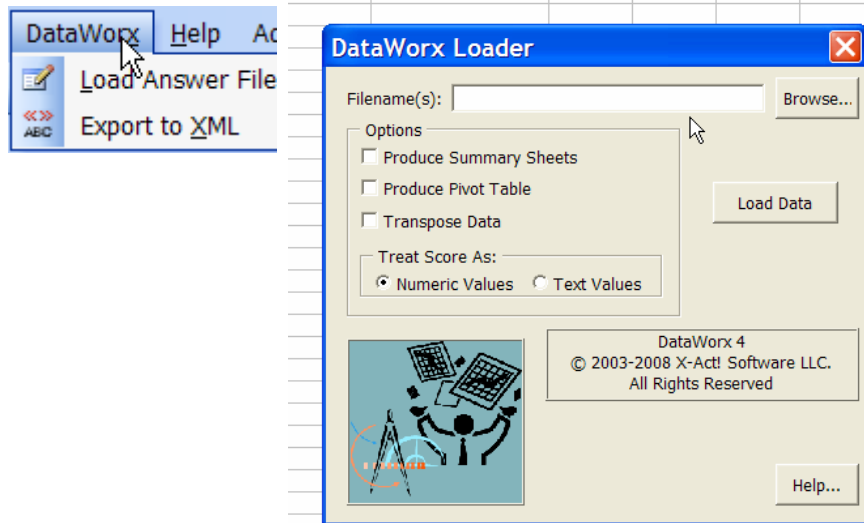 DataWorx Help Ac
Load Answer File
ABC Export to XML
DataWorx Loader
Filename(s): Browse...
Options
Produce Summary Sheets
Produce Pivot Table
Transpose Data
Load Data
Treat Score As:
Numeric Values Text Values
DataWorx 4
© 2003-2008 X-Act! Software LLC.
All Rights Reserved
Help...